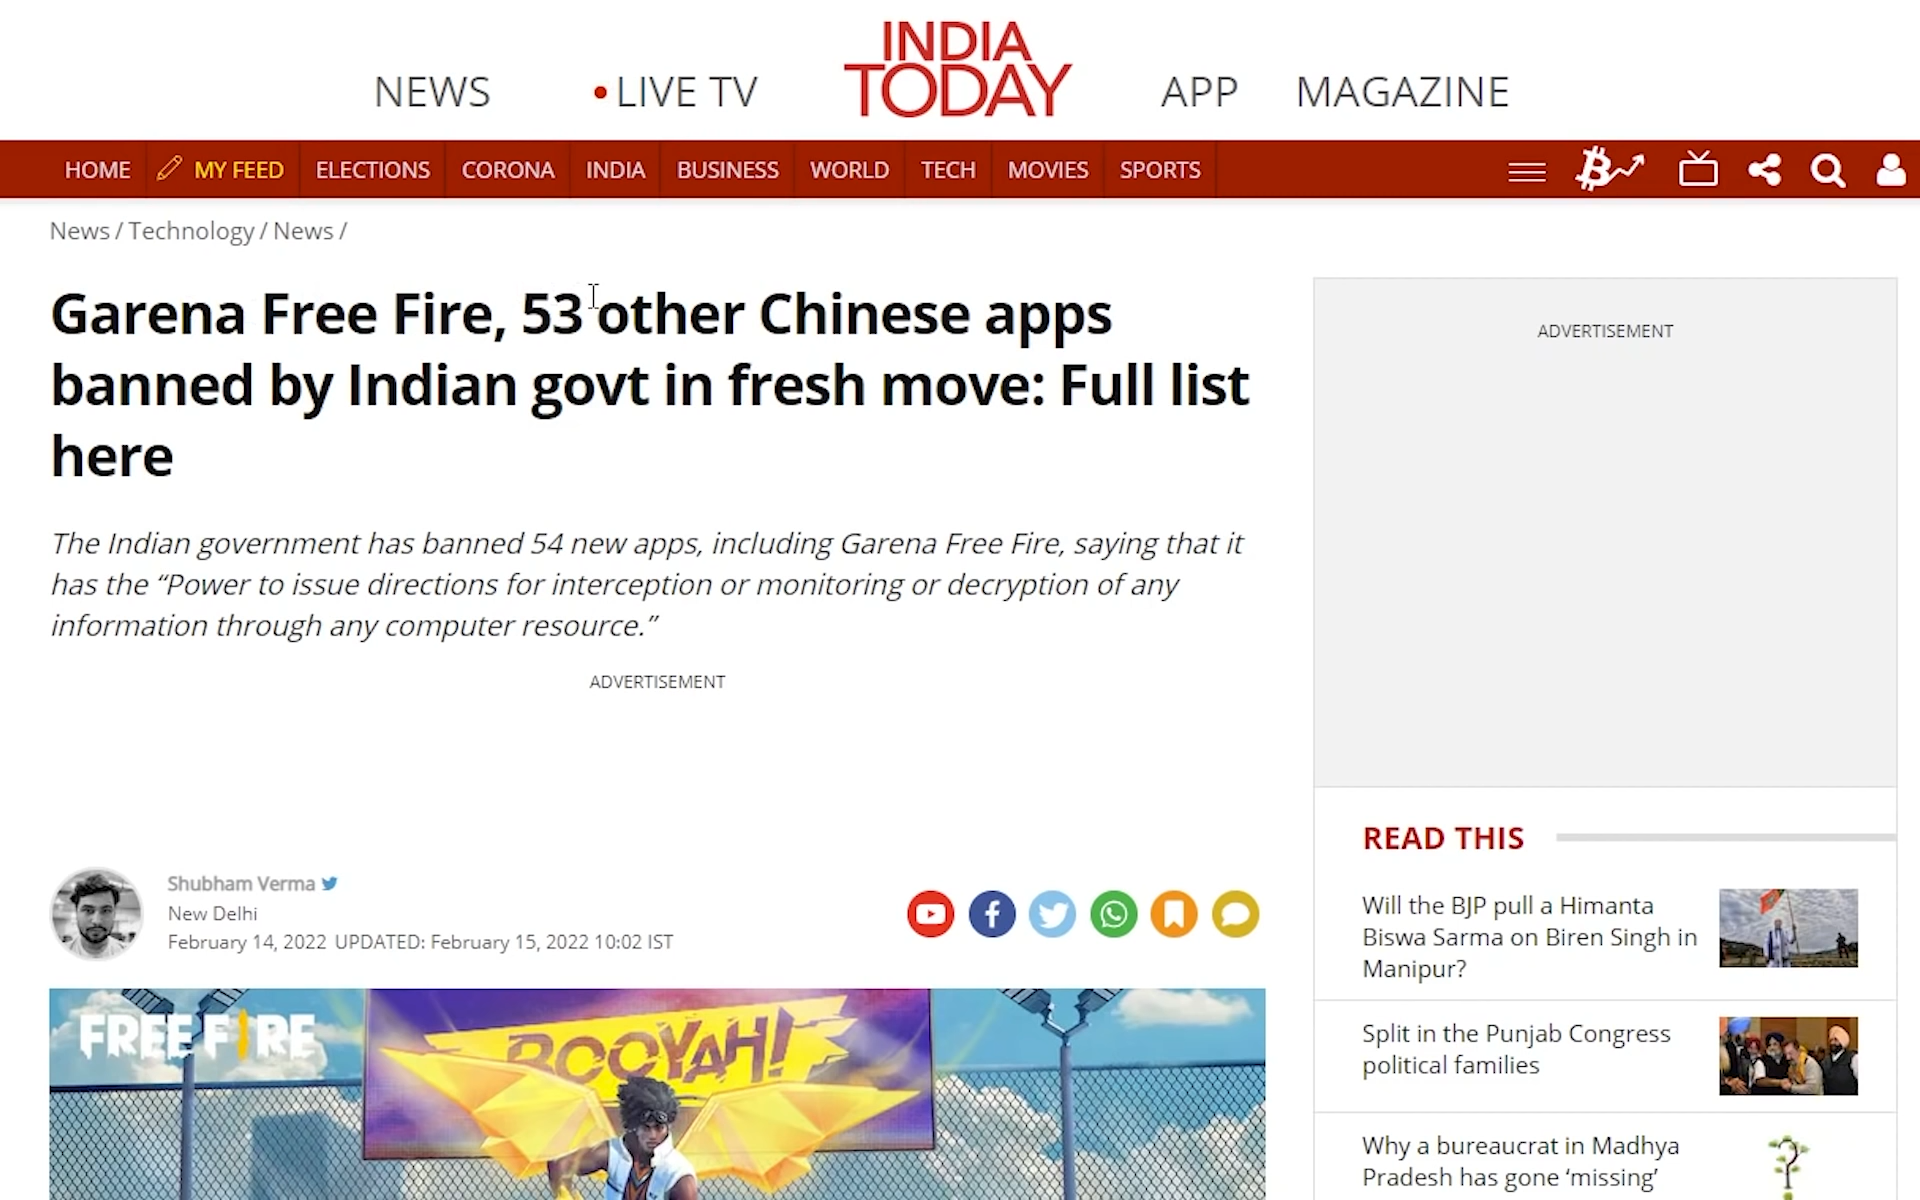 INDIA
TODAY
NEWS
LIVE TV
APP
MAGAZINE
HOME
MY FEED
ELECTIONS
CORONA
INDIA
BUSINESS
WORLD
TECH
MOVIES
SPORTS
News / Technology / News /
Garena Free Fire, 53 other Chinese apps
banned by Indian govt in fresh move: Full list
here
The Indian government has banned 54 new apps, including Garena Free Fire, saying that it
has the “Power to issue directions for interception or monitoring or decryption of any
information through any computer resource.”
ADVERTISEMENT
Shubham Verma
New Delhi
February 14, 2022 UPDATED: February 15, 2022 10:02 IST
FREE FIRE
BOOYAH!
ADVERTISEMENT
READ THIS
Will the BJP pull a Himanta
Biswa Sarma on Biren Singh in
Manipur?
Split in the Punjab Congress
political families
Why a bureaucrat in Madhya
Pradesh has gone ‘missing’